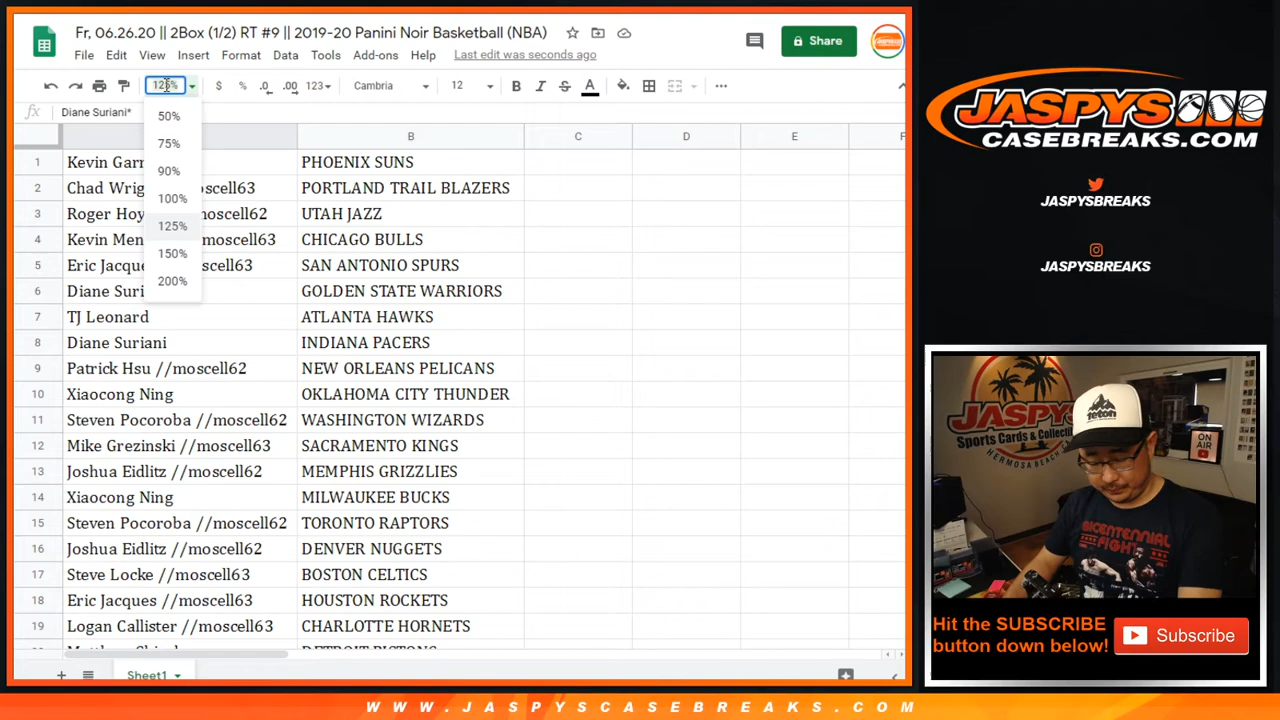 Fr, 06.26.20 || 2Box (1/2) RT #9 || 2019-20 Panini Noir Basketball (NBA)
Share
File Edit View Insert Format Data Tools Add-ons Help Last edit was seconds ago
125% $ % .0 .00 123 Cambria 12 B I S A
fx Diane Suriani*
50%
75%
90%
100%
125%
150%
200%
A B C D E F
1 Kevin Garr PHOENIX SUNS
2 Chad Wrig oscell63 PORTLAND TRAIL BLAZERS
3 Roger Hoy noscell62 UTAH JAZZ
4 Kevin Men moscell63 CHICAGO BULLS
5 Eric Jacque oscell63 SAN ANTONIO SPURS
6 Diane Suri GOLDEN STATE WARRIORS
7 TJ Leonard ATLANTA HAWKS
8 Diane Suriani INDIANA PACERS
9 Patrick Hsu //moscell62 NEW ORLEANS PELICANS
10 Xiaocong Ning OKLAHOMA CITY THUNDER
11 Steven Pocoroba //moscell62 WASHINGTON WIZARDS
12 Mike Grezinski //moscell63 SACRAMENTO KINGS
13 Joshua Eidlitz //moscell62 MEMPHIS GRIZZLIES
14 Xiaocong Ning MILWAUKEE BUCKS
15 Steven Pocoroba //moscell62 TORONTO RAPTORS
16 Joshua Eidlitz //moscell62 DENVER NUGGETS
17 Steve Locke //moscell63 BOSTON CELTICS
18 Eric Jacques //moscell63 HOUSTON ROCKETS
19 Logan Callister //moscell63 CHARLOTTE HORNETS
DETROIT PISTONS
Sheet1
JASPYS
CASEBREAKS.COM
JASPYSBREAKS
JASPYSBREAKS
JASPYS
Sports Cards & Collecti
HERMOSA BEACH
teton
ON AIR
BICENTENNIAL
FIGHT
Hit the SUBSCRIBE
button down below!
Subscribe
WWW.JASPYSCASEBREAKS.COM